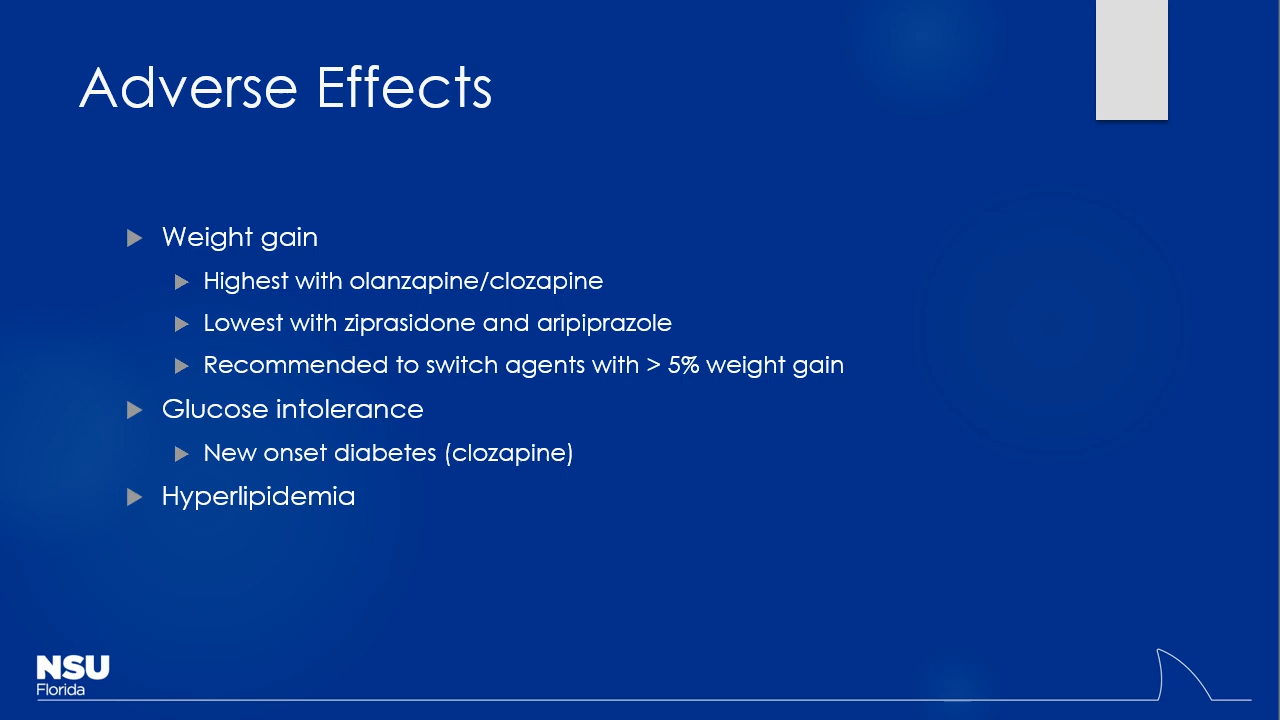 Adverse Effects
Weight gain
Highest with olanzapine/clozapine
Lowest with ziprasidone and aripiprazole
Recommended to switch agents with > 5% weight gain
Glucose intolerance
New onset diabetes (clozapine)
Hyperlipidemia
NSU
Florida